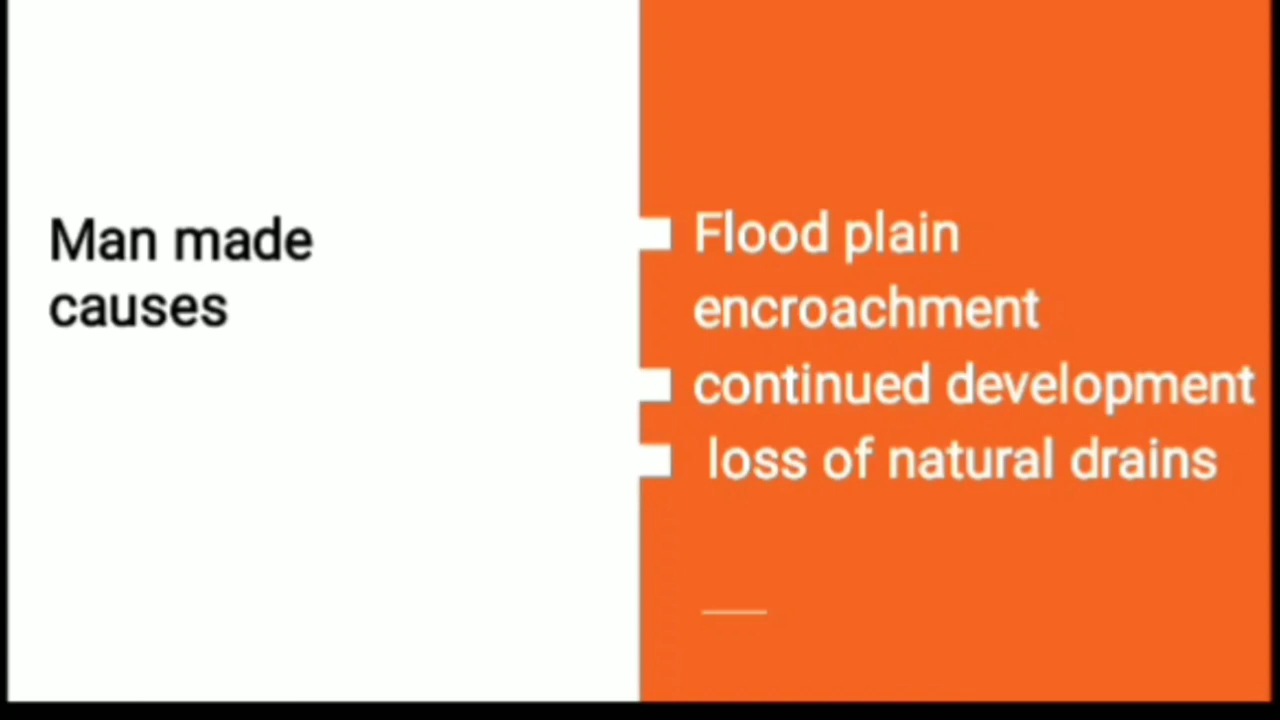 Man made
causes
Flood plain
encroachment
continued development
loss of natural drains